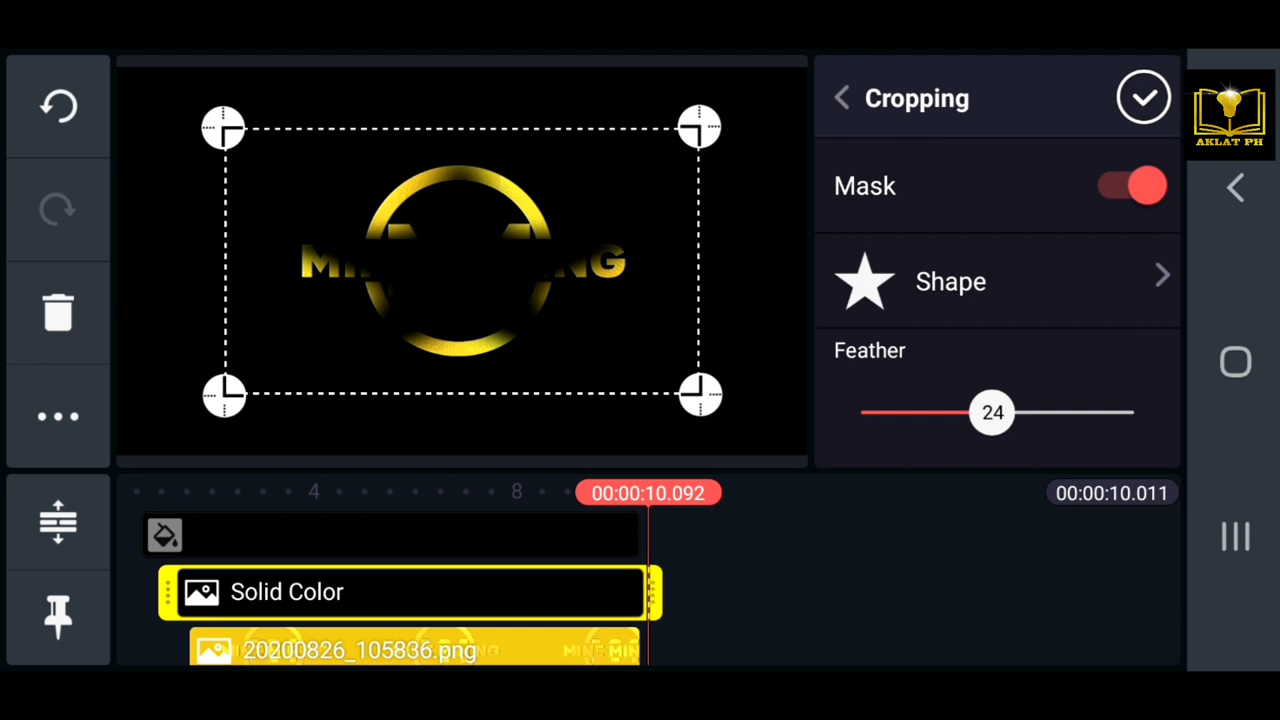 Cropping
AKLAT PH
Mask
Shape
Feather
24
4
8
00:00:10.092
00:00:10.011
Solid Color
20200826_105836.png